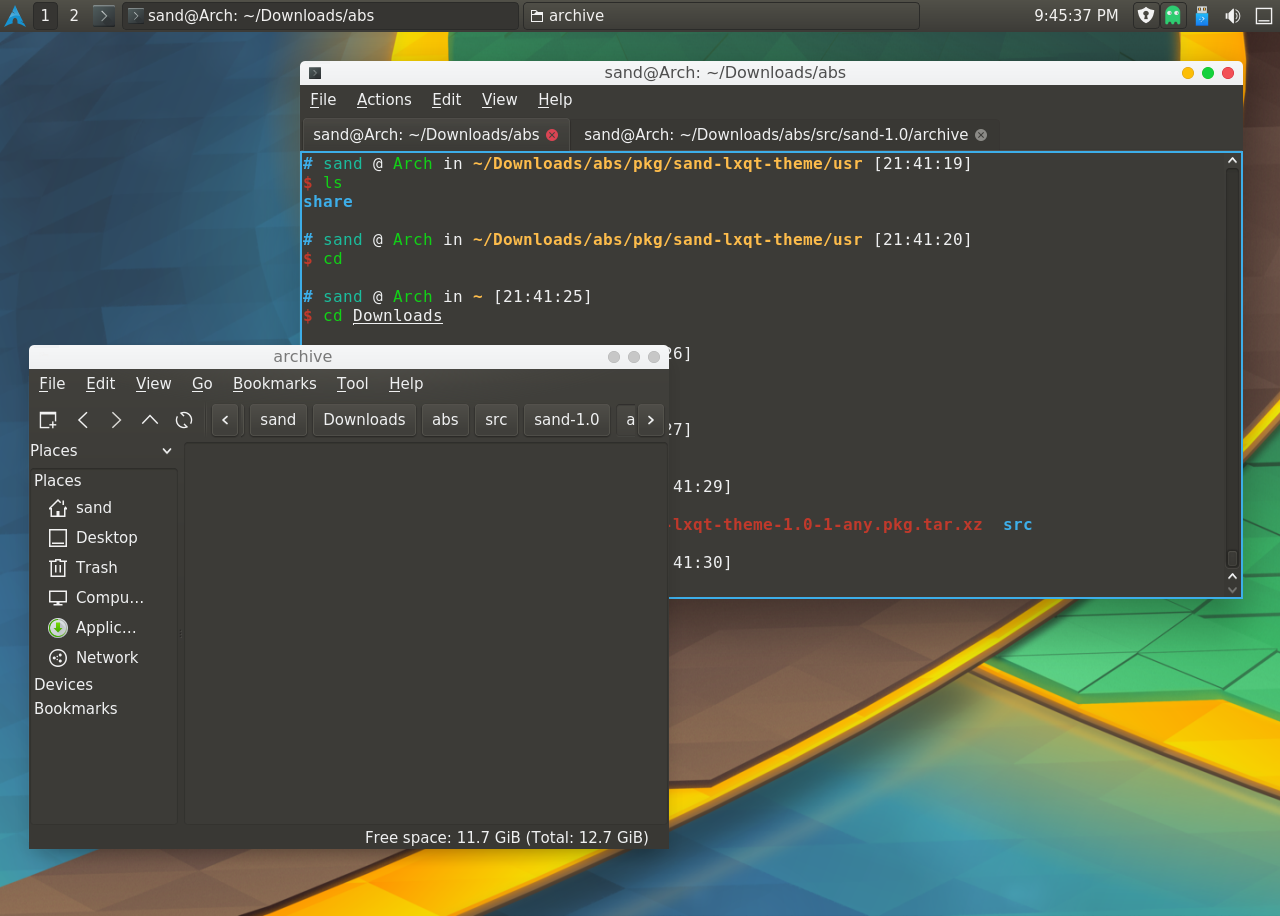 1 2 sand@Arch: ~/Downloads/abs archive 9:45:37 PM
sand@Arch: ~/Downloads/abs
File Actions Edit View Help
sand@Arch: ~/Downloads/abs sand@Arch: ~/Downloads/abs/src/sand-1.0/archive
# sand @ Arch in ~/Downloads/abs/pkg/sand-lxqt-theme/usr [21:41:19]
$ ls
share
# sand @ Arch in ~/Downloads/abs/pkg/sand-lxqt-theme/usr [21:41:20]
$ cd
# sand @ Arch in ~ [21:41:25]
$ cd Downloads
26]
27]
41:29]
-lxqt-theme-1.0-1-any.pkg.tar.xz src
41:30]
archive
File Edit View Go Bookmarks Tool Help
sand Downloads abs src sand-1.0 a
Places
Places
sand
Desktop
Trash
Compu...
Applic...
Network
Devices
Bookmarks
Free space: 11.7 GiB (Total: 12.7 GiB)